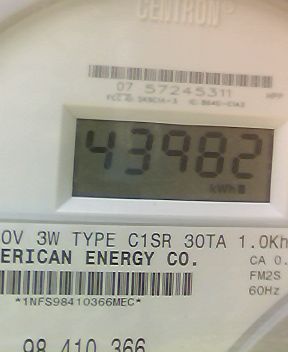 CENTRON®
07 57245311
43982
kWh
0V 3W TYPE C1SR 30TA 1.0Kh
ERICAN ENERGY CO.
CA 0.
FM2S
60Hz
*1NFS98410366MEC*
98 410 366